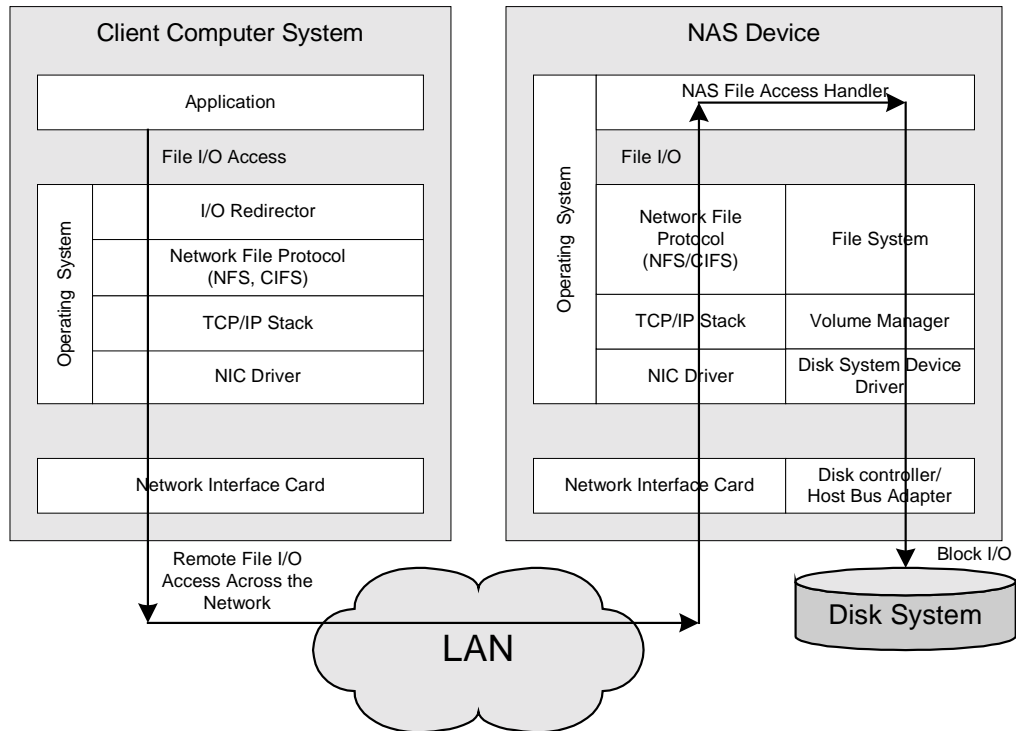 Client Computer System
Application
File I/O Access
Operating System
I/O Redirector
Network File Protocol
(NFS, CIFS)
TCP/IP Stack
NIC Driver
Network Interface Card
Remote File I/O
Access Across the
Network
LAN
NAS Device
NAS File Access Handler
File I/O
Operating System
Network File
Protocol
(NFS/CIFS)
File System
TCP/IP Stack
Volume Manager
NIC Driver
Disk System Device
Driver
Network Interface Card
Disk controller/
Host Bus Adapter
Block I/O
Disk System